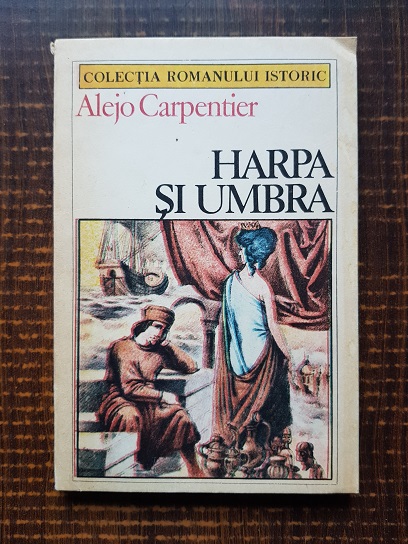 COLECȚIA ROMANULUI ISTORIC
Alejo Carpentier
HARPA
ȘI UMBRA